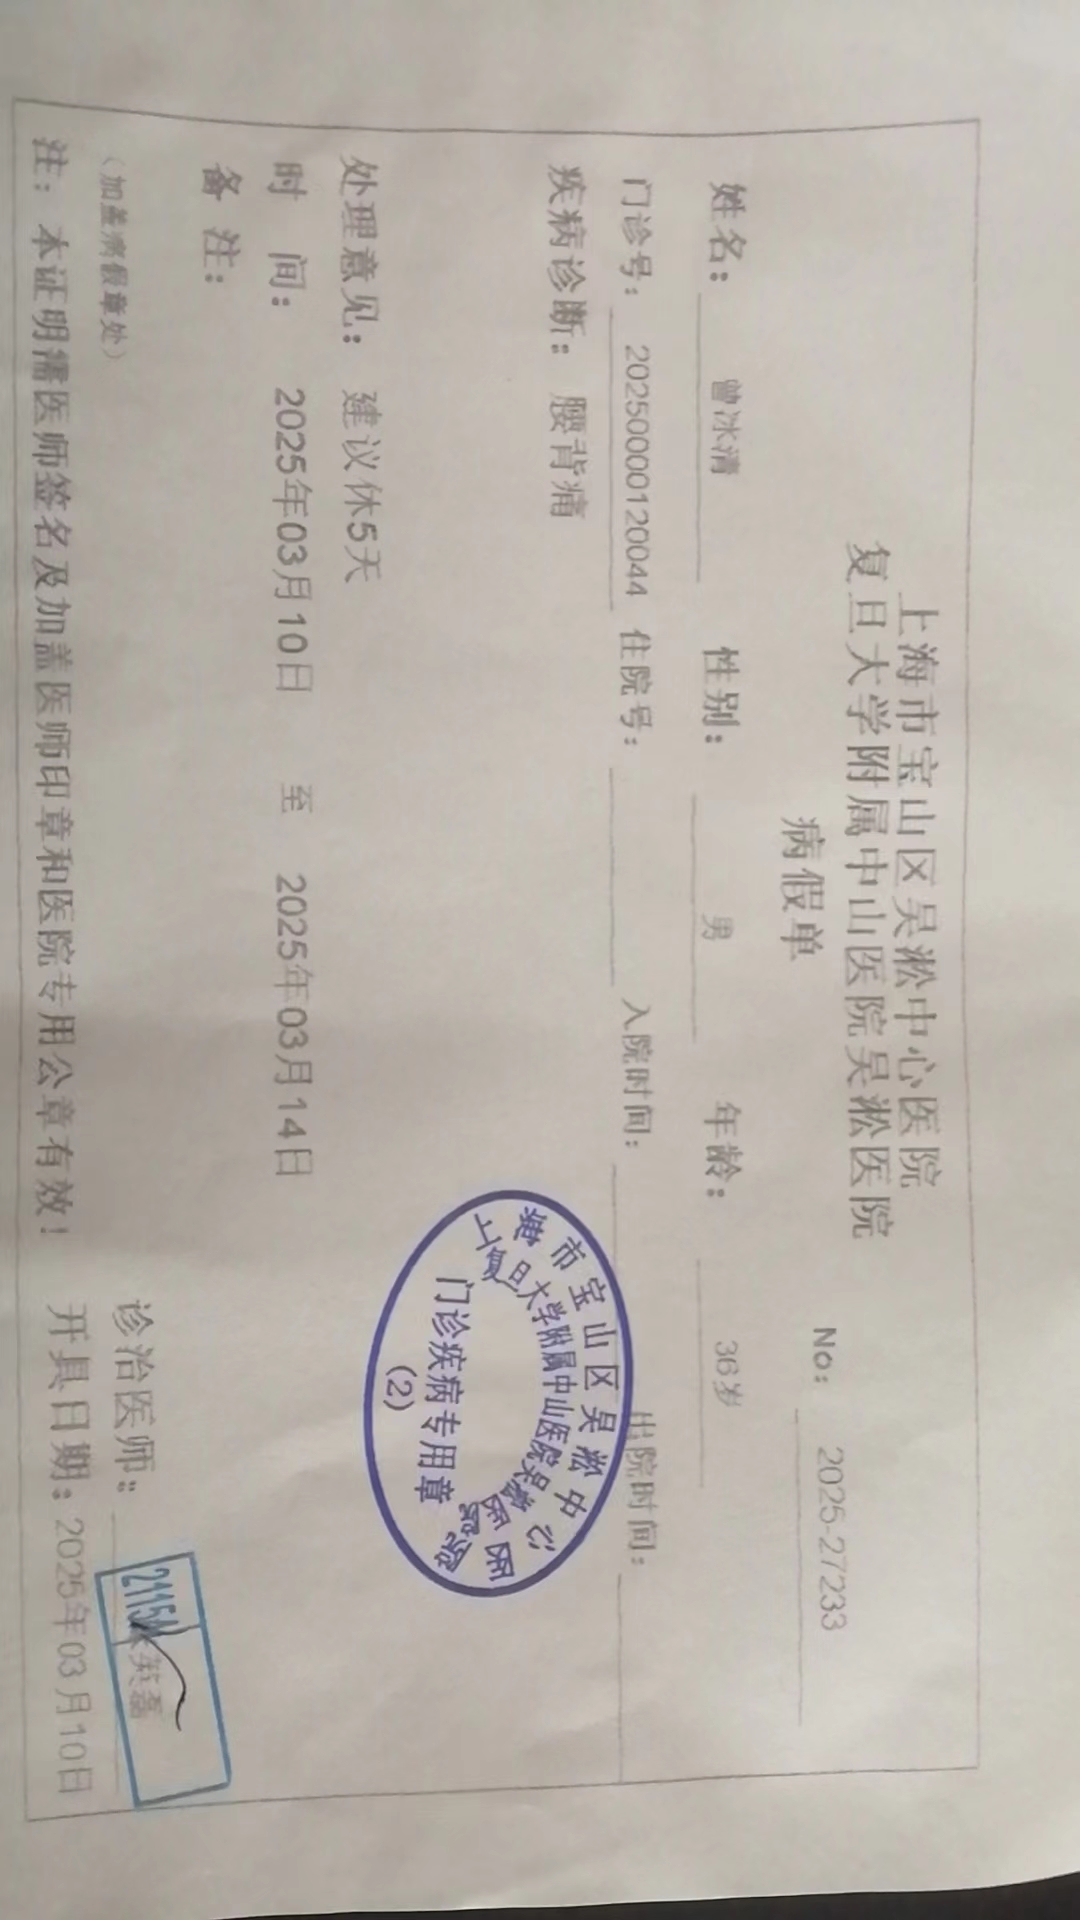 上海市宝山区吴淞中心医院
复旦大学附属中山医院吴淞医院
病假单
No: 2025-27233
姓名: 曾冰清 性别: 男 年龄: 36岁
门诊号: 20250000120044 住院号: 入院时间: 出院时间:
疾病诊断: 腰背痛
上海市宝山区吴淞中心医院
复旦大学附属中山医院吴淞医院
门诊疾病专用章
(2)
处理意见: 建议休5天
时 间: 2025年03月10日 至 2025年03月14日
备 注:
(加盖病假章处)
诊治医师: 2115 英磊
开具日期: 2025年03月10日
注: 本证明需医师签名及加盖医师印章和医院专用公章有效!